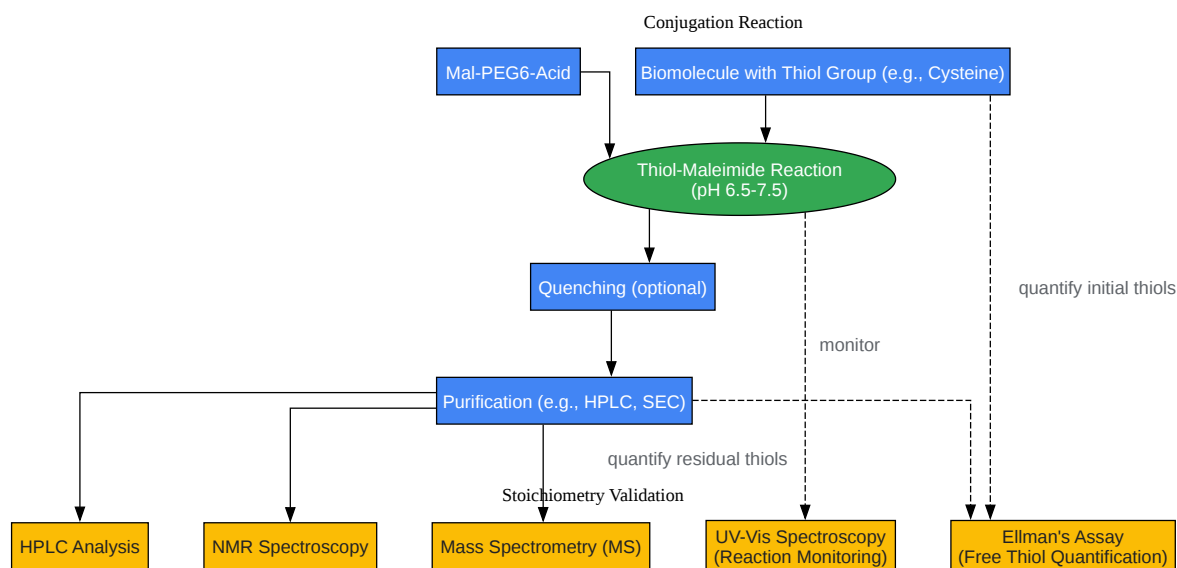 Conjugation Reaction
Mal-PEG6-Acid
Biomolecule with Thiol Group (e.g., Cysteine)
Thiol-Maleimide Reaction
(pH 6.5-7.5)
Quenching (optional)
quantify initial thiols
monitor
Purification (e.g., HPLC, SEC)
quantify residual thiols
Stoichiometry Validation
HPLC Analysis
NMR Spectroscopy
Mass Spectrometry (MS)
UV-Vis Spectroscopy
(Reaction Monitoring)
Ellman's Assay
(Free Thiol Quantification)